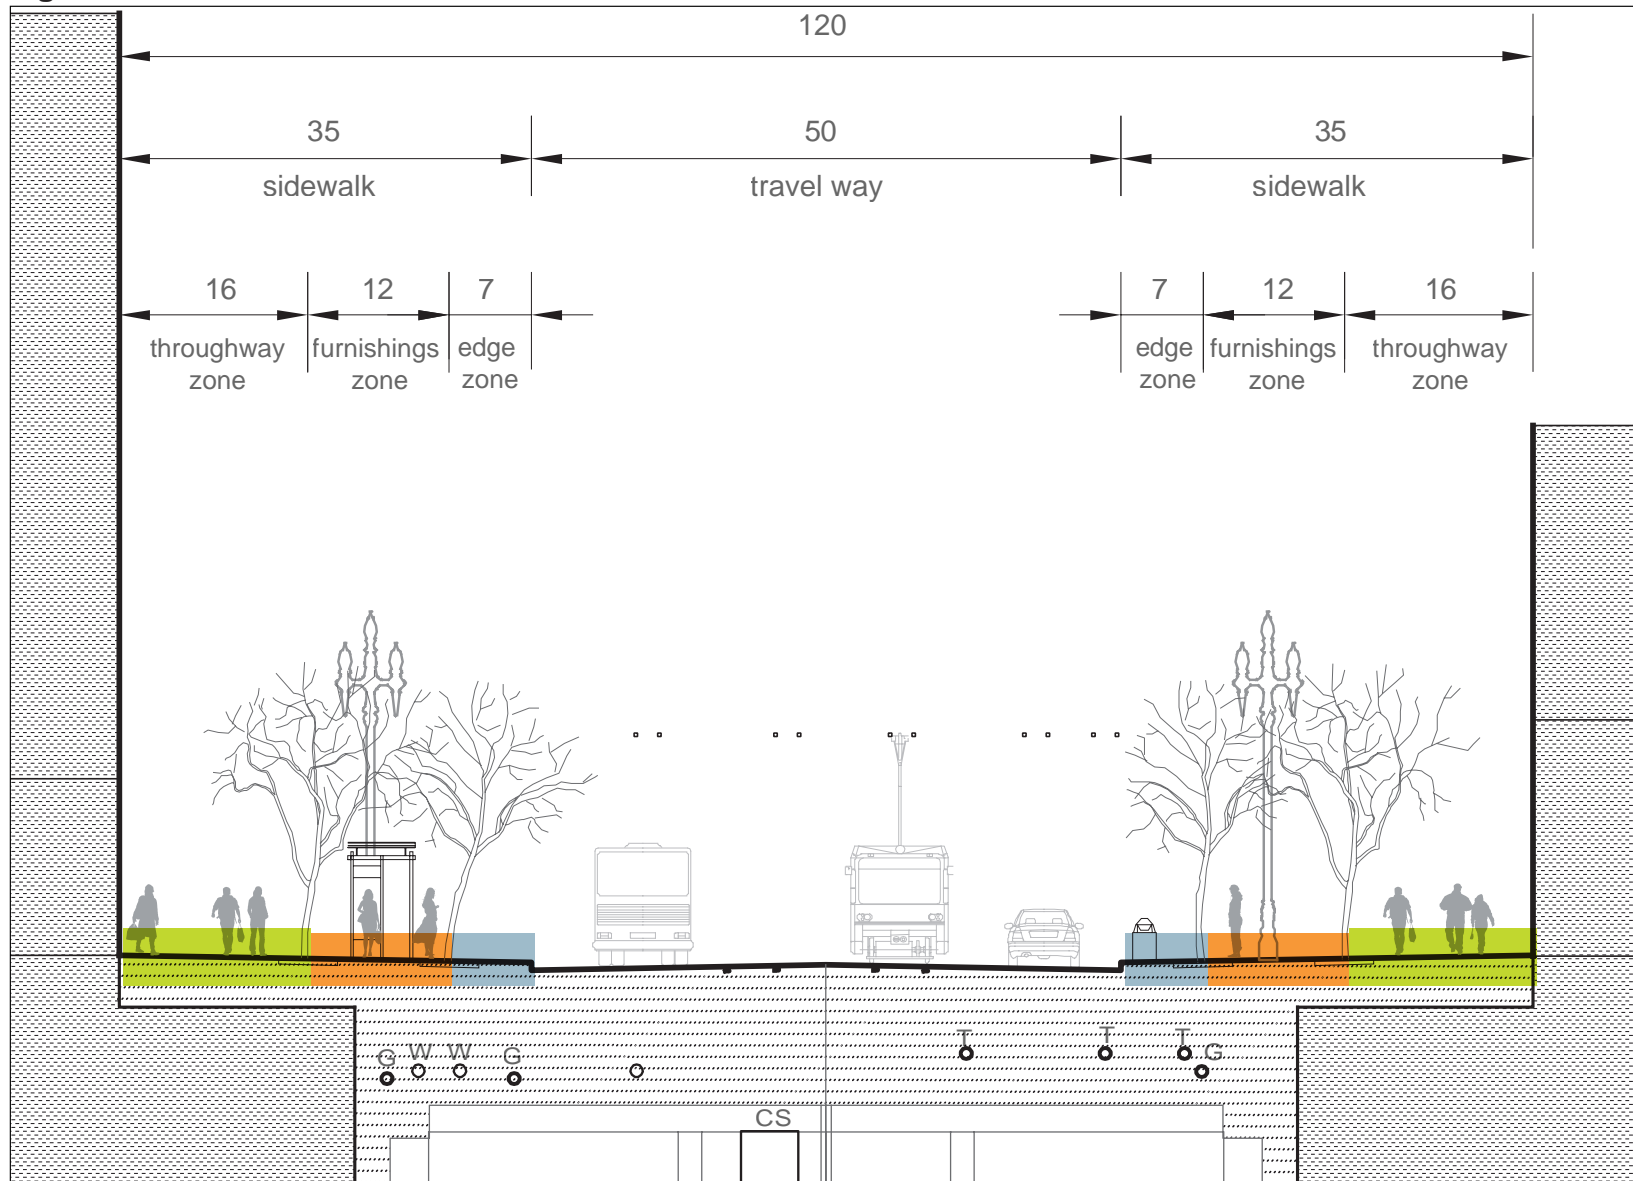 120
35 50 35
sidewalk travel way sidewalk
16 12 7 7 12 16
throughway furnishings edge edge furnishings throughway
zone zone zone zone zone zone
T T T
G W W G G
CS